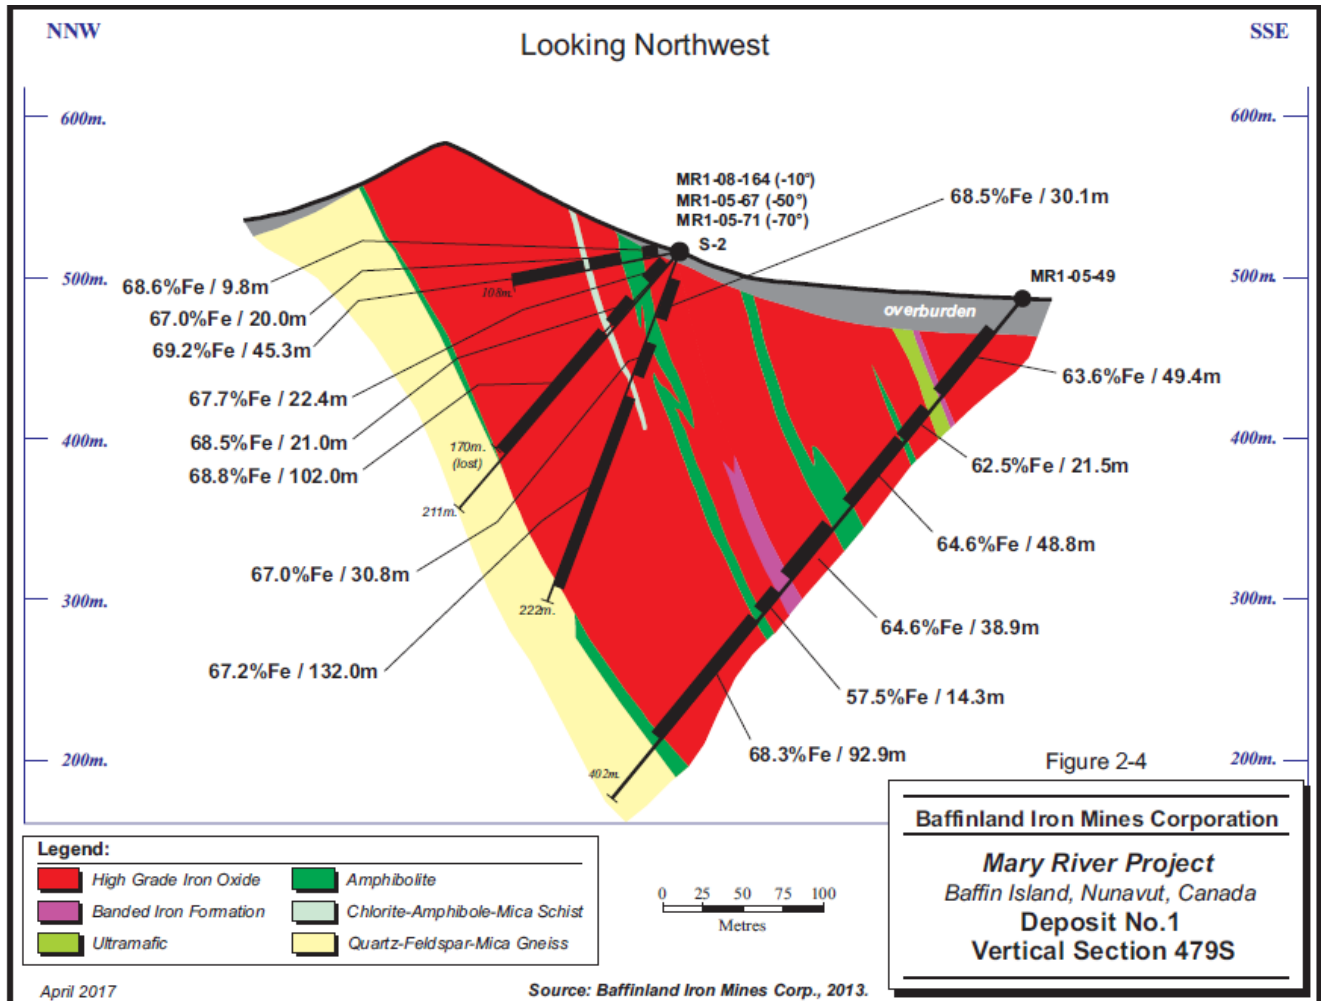 NNW
SSE
Looking Northwest
600m.
600m.
MR1-08-164 (-10°)
MR1-05-67 (-50°)
MR1-05-71 (-70°)
S-2
68.5%Fe / 30.1m
500m.
500m.
MR1-05-49
68.6%Fe / 9.8m
108m.
overburden
67.0%Fe / 20.0m
69.2%Fe / 45.3m
63.6%Fe / 49.4m
67.7%Fe / 22.4m
400m.
400m.
68.5%Fe / 21.0m
170m.
(lost)
62.5%Fe / 21.5m
68.8%Fe / 102.0m
211m.
64.6%Fe / 48.8m
67.0%Fe / 30.8m
300m.
300m.
222m.
64.6%Fe / 38.9m
67.2%Fe / 132.0m
57.5%Fe / 14.3m
68.3%Fe / 92.9m
200m.
200m.
402m.
Figure 2-4
Baffinland Iron Mines Corporation
Mary River Project
Baffin Island, Nunavut, Canada
Deposit No.1
Vertical Section 479S
Legend:
High Grade Iron Oxide
Amphibolite
Banded Iron Formation
Chlorite-Amphibole-Mica Schist
Ultramafic
Quartz-Feldspar-Mica Gneiss
0 25 50 75 100
Metres
April 2017
Source: Baffinland Iron Mines Corp., 2013.